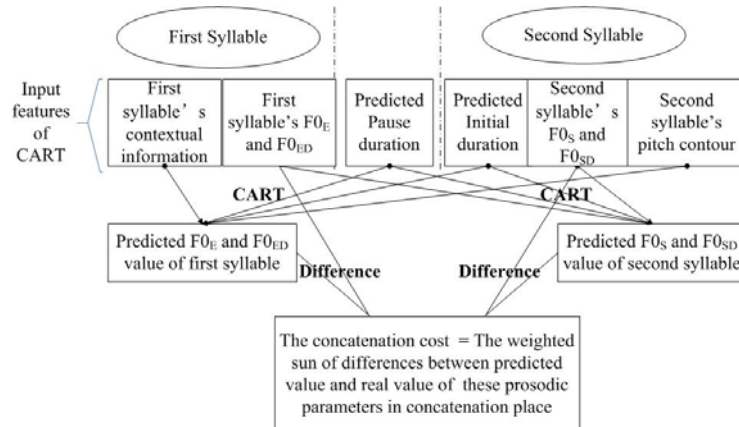 First Syllable
Second Syllable
Input
features
of
CART
First
syllable's
contextual
information
First
syllable's F0E
and F0ED
Predicted
Pause
duration
Predicted
Initial
duration
Second
syllable's
F0S and
F0SD
Second
syllable's
pitch contour
CART
CART
Predicted F0E and F0ED
value of first syllable
Predicted F0S and F0SD
value of second syllable
Difference
Difference
The concatenation cost = The weighted
sun of differences between predicted
value and real value of these prosodic
parameters in concatenation place